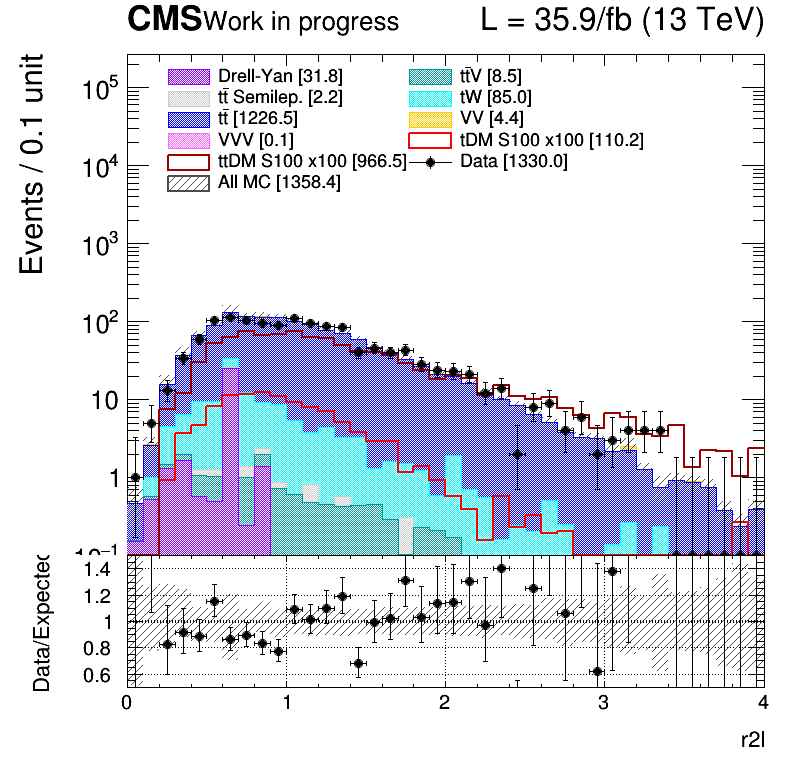 CMS Work in progress L = 35.9/fb (13 TeV)
Events / 0.1 unit
Drell-Yan [31.8] tt̄V [8.5]
tt̄ Semilep. [2.2] tW [85.0]
tt̄ [1226.5] VV [4.4]
VVV [0.1] tDM S100 x100 [110.2]
ttDM S100 x100 [966.5] Data [1330.0]
All MC [1358.4]
10⁵
10⁴
10³
10²
10
1
10⁻¹
Data/Expected
1.4
1.2
1
0.8
0.6
0 1 2 3 4
r2l